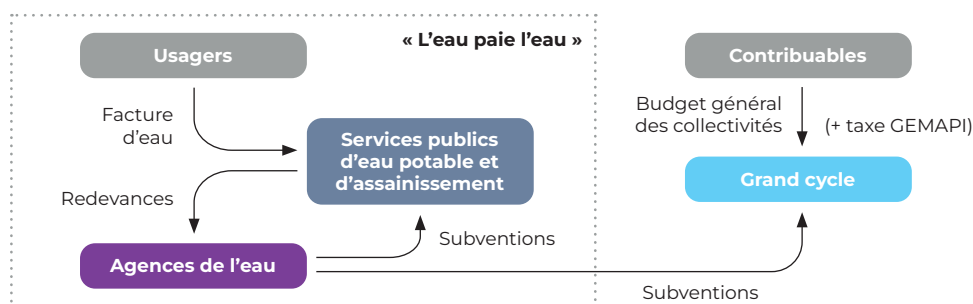 « L’eau paie l’eau »
Usagers
Contribuables
Facture
d’eau
Budget général
des collectivités
(+ taxe GEMAPI)
Services publics
d’eau potable et
d’assainissement
Grand cycle
Redevances
Agences de l’eau
Subventions
Subventions